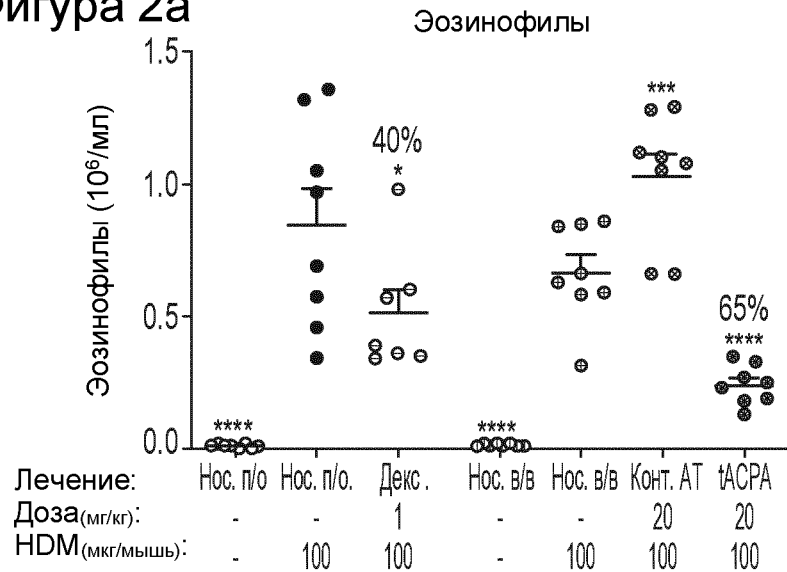 Фигура 2a
Эозинофилы
Эозинофилы (10⁶/мл)
1.5
1.0
0.5
0.0
****
40%
*
****
***
65%
****
Лечение: Нос. п/о Нос. п/о. Декс . Нос. в/в Нос. в/в Конт. АТ tACPA
Доза(мг/кг): - - 1 - - 20 20
HDM(мкг/мышь): - 100 100 - 100 100 100